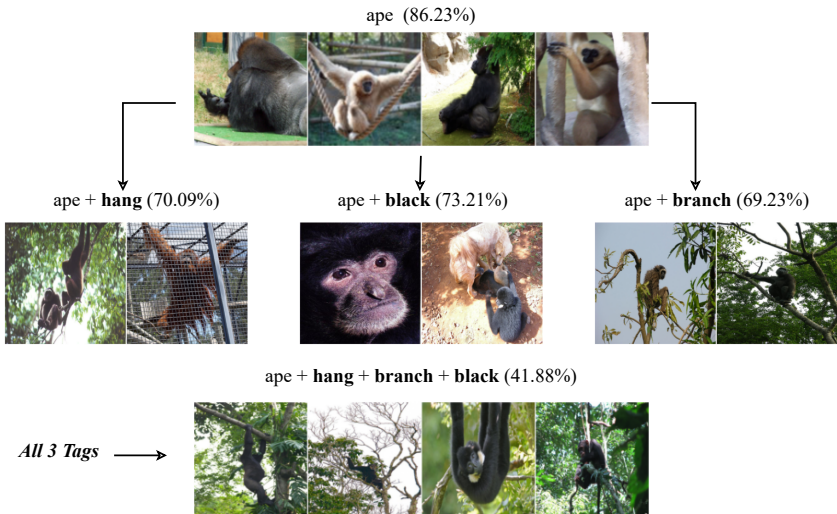 ape (86.23%)
ape + hang (70.09%)
ape + black (73.21%)
ape + branch (69.23%)
ape + hang + branch + black (41.88%)
All 3 Tags